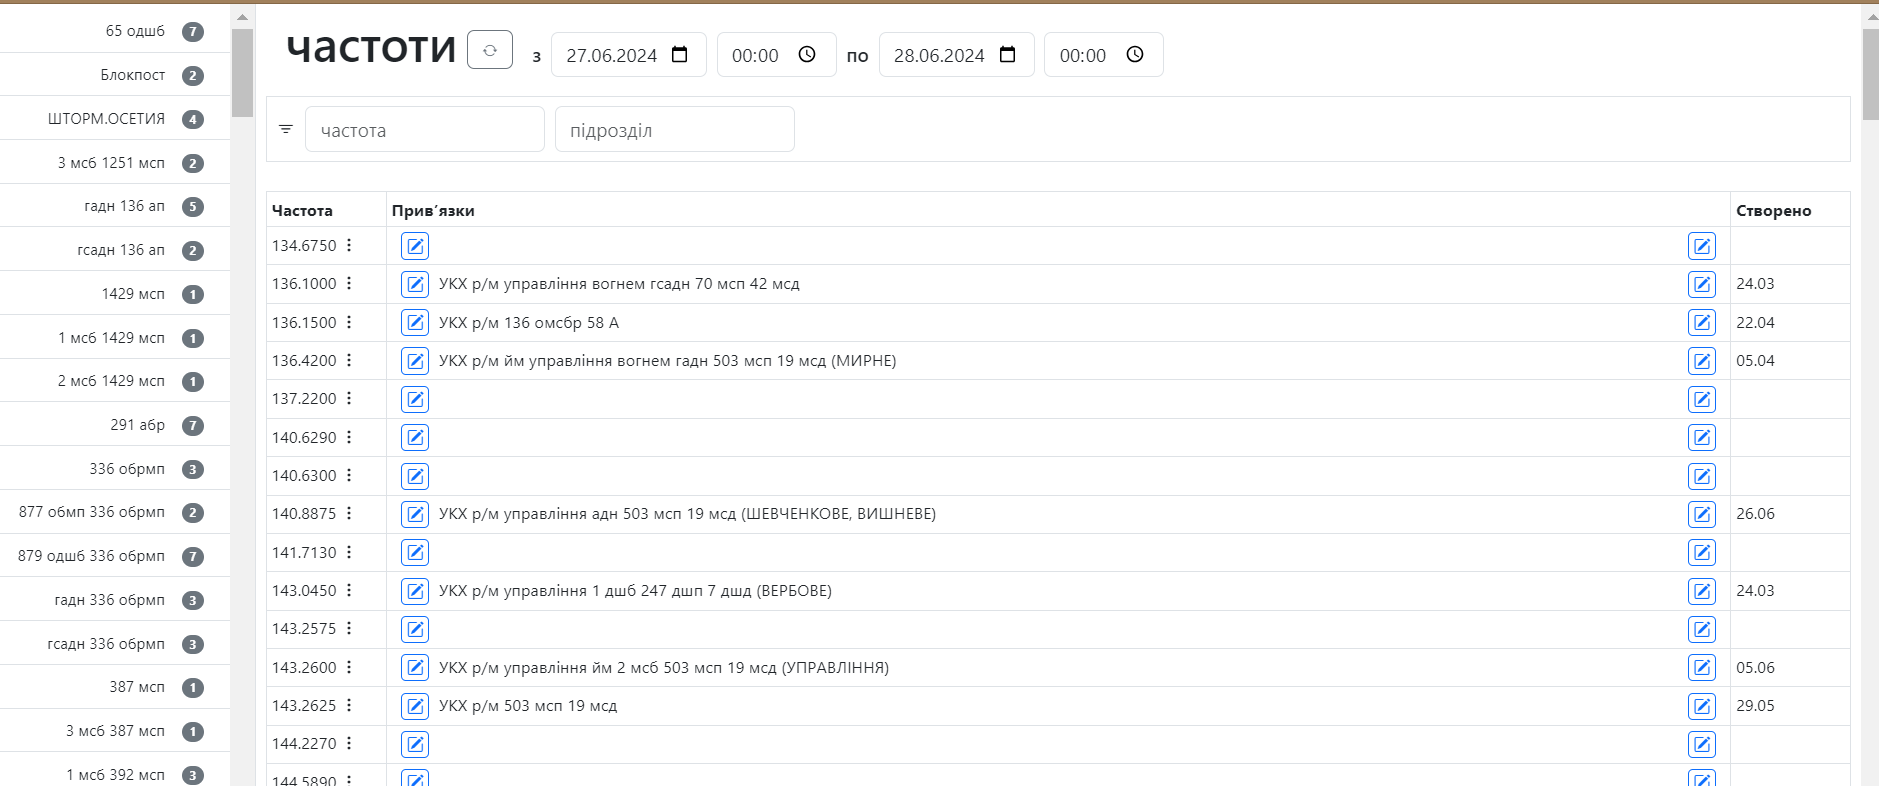 65 одшб 7
Блокпост 2
ШТОРМ.ОСЕТИЯ 4
3 мсб 1251 мсп 2
гадн 136 ап 5
гсадн 136 ап 2
1429 мсп 1
1 мсб 1429 мсп 1
2 мсб 1429 мсп 1
291 абр 7
336 обрмп 3
877 обмп 336 обрмп 2
879 одшб 336 обрмп 7
гадн 336 обрмп 3
гсадн 336 обрмп 3
387 мсп 1
3 мсб 387 мсп 1
1 мсб 392 мсп 3
частоти з 27.06.2024 00:00 по 28.06.2024 00:00
частота підрозділ
Частота Прив’язки Створено
134.6750
136.1000 УКХ р/м управління вогнем гсадн 70 мсп 42 мсд 24.03
136.1500 УКХ р/м 136 омсбр 58 А 22.04
136.4200 УКХ р/м йм управління вогнем гадн 503 мсп 19 мсд (МИРНЕ) 05.04
137.2200
140.6290
140.6300
140.8875 УКХ р/м управління адн 503 мсп 19 мсд (ШЕВЧЕНКОВЕ, ВИШНЕВЕ) 26.06
141.7130
143.0450 УКХ р/м управління 1 дшб 247 дшп 7 дшд (ВЕРБОВЕ) 24.03
143.2575
143.2600 УКХ р/м управління йм 2 мсб 503 мсп 19 мсд (УПРАВЛІННЯ) 05.06
143.2625 УКХ р/м 503 мсп 19 мсд 29.05
144.2270
144.5890